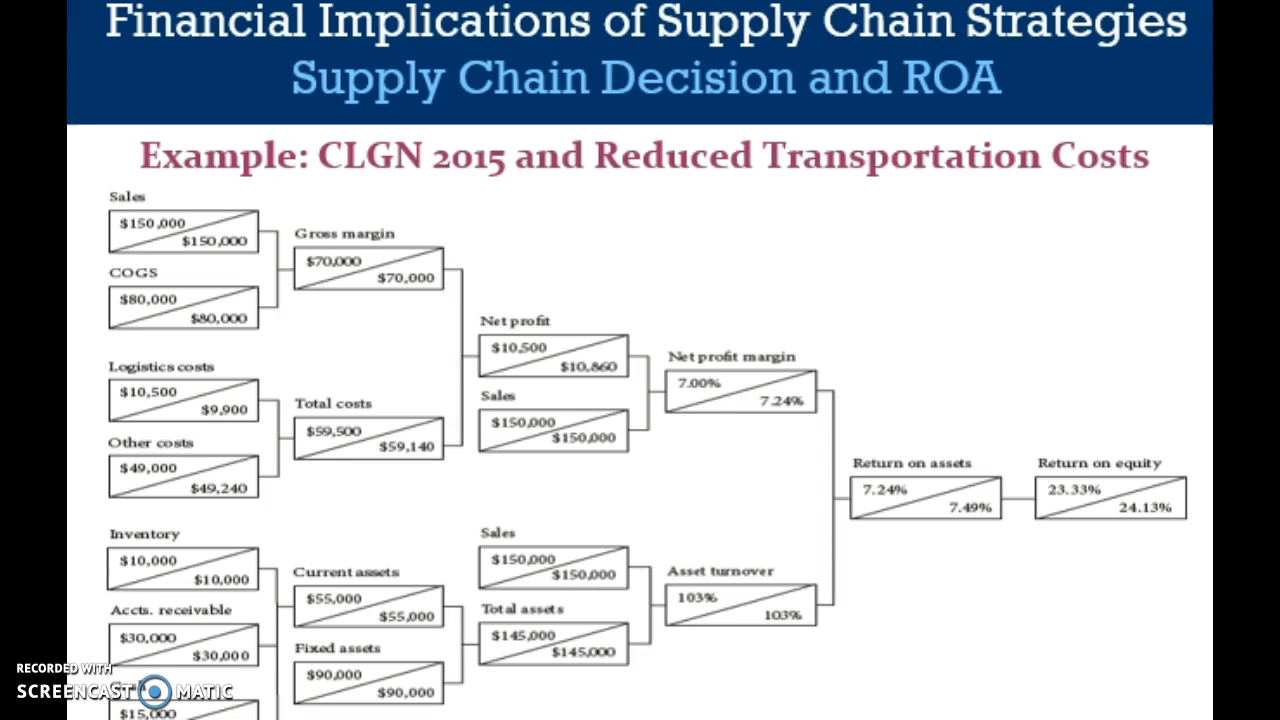 Financial Implications of Supply Chain Strategies
Supply Chain Decision and ROA
Example: CLGN 2015 and Reduced Transportation Costs
Sales
$150,000
$150,000
COGS
$80,000
$80,000
Gross margin
$70,000
$70,000
Logistics costs
$10,500
$9,900
Other costs
$49,000
$49,240
Total costs
$59,500
$59,140
Net profit
$10,500
$10,860
Sales
$150,000
$150,000
Net profit margin
7.00%
7.24%
Return on assets
7.24%
7.49%
Return on equity
23.33%
24.13%
Inventory
$10,000
$10,000
Accts. receivable
$30,000
$30,000
$15,000
Current assets
$55,000
$55,000
Fixed assets
$90,000
$90,000
Sales
$150,000
$150,000
Total assets
$145,000
$145,000
Asset turnover
103%
103%
RECORDED WITH
SCREENCAST MATIC